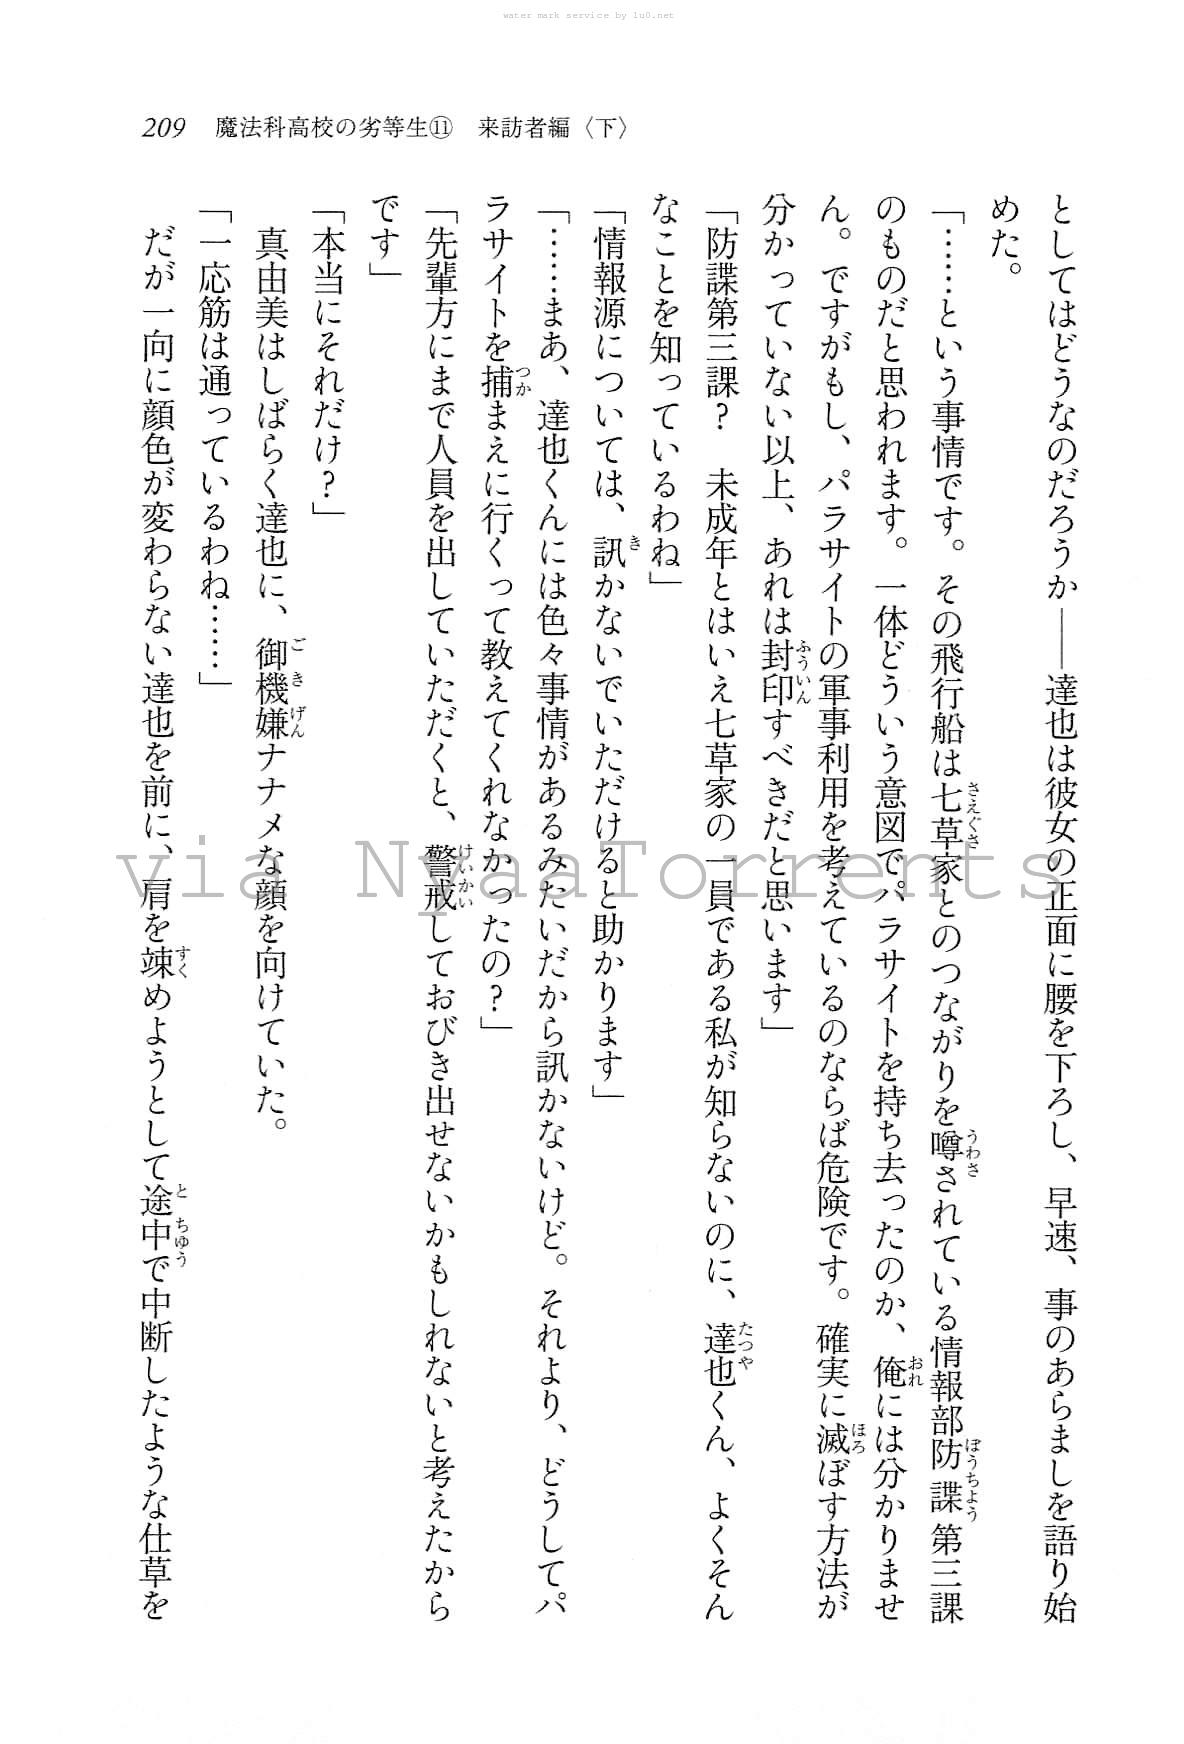 water mark service by lu0.net
209 魔法科高校の劣等生⑪ 来訪者編〈下〉
としてはどうなのだろうか――達也は彼女の正面に腰を下ろし、早速、事のあらましを語り始
めた。
「……という事情です。その飛行船は七草家とのつながりを噂されている情報部防諜第三課
のものだと思われます。一体どういう意図でパラサイトを持ち去ったのか、俺には分かりませ
ん。ですがもし、パラサイトの軍事利用を考えているのならば危険です。確実に滅ぼす方法が
分かっていない以上、あれは封印すべきだと思います」
「防諜第三課？　未成年とはいえ七草家の一員である私が知らないのに、達也くん、よくそん
なことを知っているわね」
「情報源については、訊かないでいただけると助かります」
「……まあ、達也くんには色々事情があるみたいだから訊かないけど。それより、どうしてパ
ラサイトを捕まえに行くって教えてくれなかったの？」
「先輩方にまで人員を出していただくと、警戒しておびき出せないかもしれないと考えたから
です」
「本当にそれだけ？」
真由美はしばらく達也に、御機嫌ナナメな顔を向けていた。
「一応筋は通っているわね……」
だが一向に顔色が変わらない達也を前に、肩を竦めようとして途中で中断したような仕草を
via NyaaTorrents